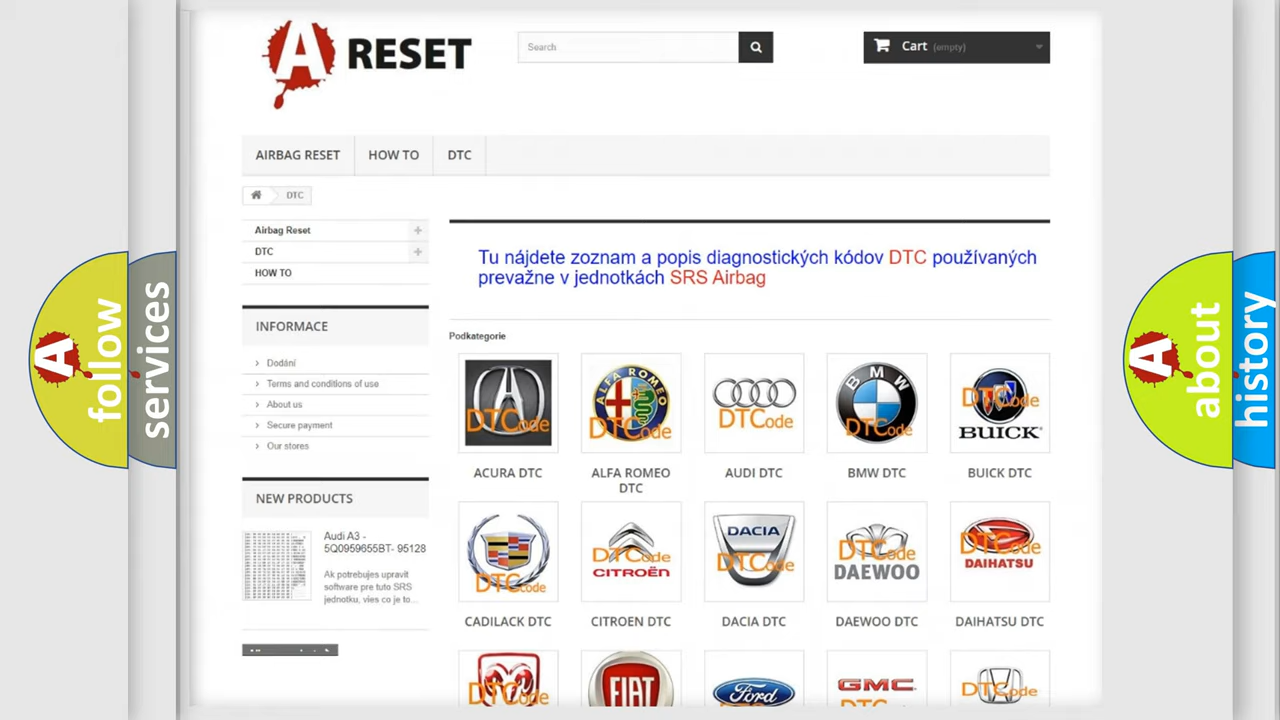 A RESET
Search
Cart (empty)
AIRBAG RESET
HOW TO
DTC
DTC
Airbag Reset
DTC
HOW TO
Tu nájdete zoznam a popis diagnostických kódov DTC používaných
prevažne v jednotkách SRS Airbag
INFORMACE
Dodání
Terms and conditions of use
About us
Secure payment
Our stores
Podkategorie
DTCode
ALFA ROMEO
DTCode
DTCode
BMW
DTCode
DTCode
BUICK
ACURA DTC
ALFA ROMEO
DTC
AUDI DTC
BMW DTC
BUICK DTC
NEW PRODUCTS
Audi A3 -
5Q0959655BT- 95128
Ak potrebujes upravit
software pre tuto SRS
jednotku, vies co je to...
DTCode
DTCode
CITROËN
DACIA
DTCode
DTCode
DAEWOO
DTCode
DAIHATSU
CADILACK DTC
CITROEN DTC
DACIA DTC
DAEWOO DTC
DAIHATSU DTC
DTCode
FIAT
Ford
GMC
DTCode
A follow
services
A about
history